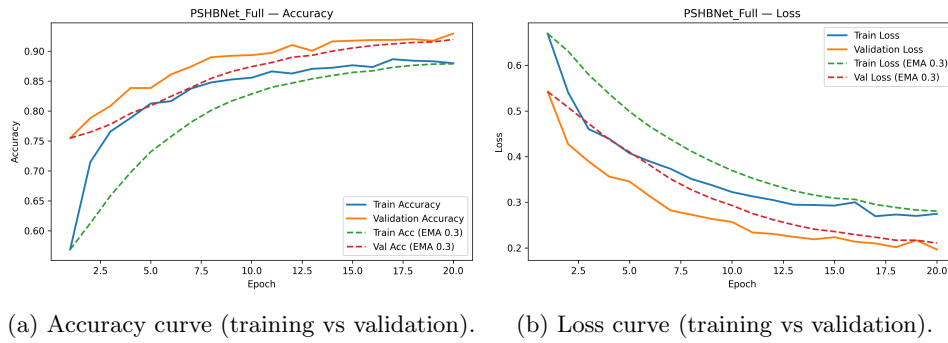 PSHBNet_Full — Accuracy
Accuracy
0.90
0.85
0.80
0.75
0.70
0.65
0.60
Train Accuracy
Validation Accuracy
Train Acc (EMA 0.3)
Val Acc (EMA 0.3)
2.5 5.0 7.5 10.0 12.5 15.0 17.5 20.0
Epoch
(a) Accuracy curve (training vs validation).
PSHBNet_Full — Loss
Loss
0.6
0.5
0.4
0.3
0.2
Train Loss
Validation Loss
Train Loss (EMA 0.3)
Val Loss (EMA 0.3)
2.5 5.0 7.5 10.0 12.5 15.0 17.5 20.0
Epoch
(b) Loss curve (training vs validation).